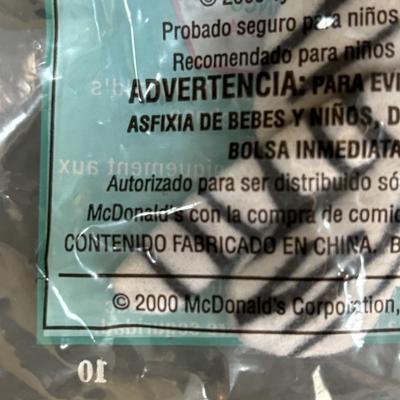 Probado seguro para niños
Recomendado para niños
ADVERTENCIA: PARA EVI
ASFIXIA DE BEBES Y NIÑOS, D
BOLSA INMEDIATA
Autorizado para ser distribuido só
McDonald's con la compra de comid
CONTENIDO FABRICADO EN CHINA. B
© 2000 McDonald's Corporation,
10